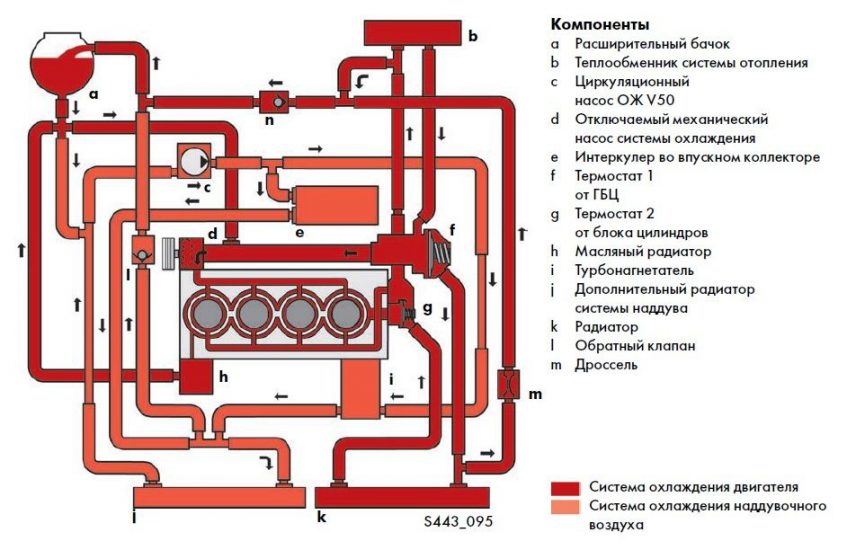 Компоненты
a Расширительный бачок
b Теплообменник системы отопления
c Циркуляционный
насос ОЖ V50
d Отключаемый механический
насос системы охлаждения
e Интеркулер во впускном коллекторе
f Термостат 1
от ГБЦ
g Термостат 2
от блока цилиндров
h Масляный радиатор
i Турбонагнетатель
j Дополнительный радиатор
системы наддува
k Радиатор
l Обратный клапан
m Дроссель
b
a
n
c
e
d
f
l
g
h
i
m
j
k
S443_095
Система охлаждения двигателя
Система охлаждения наддувочного
воздуха